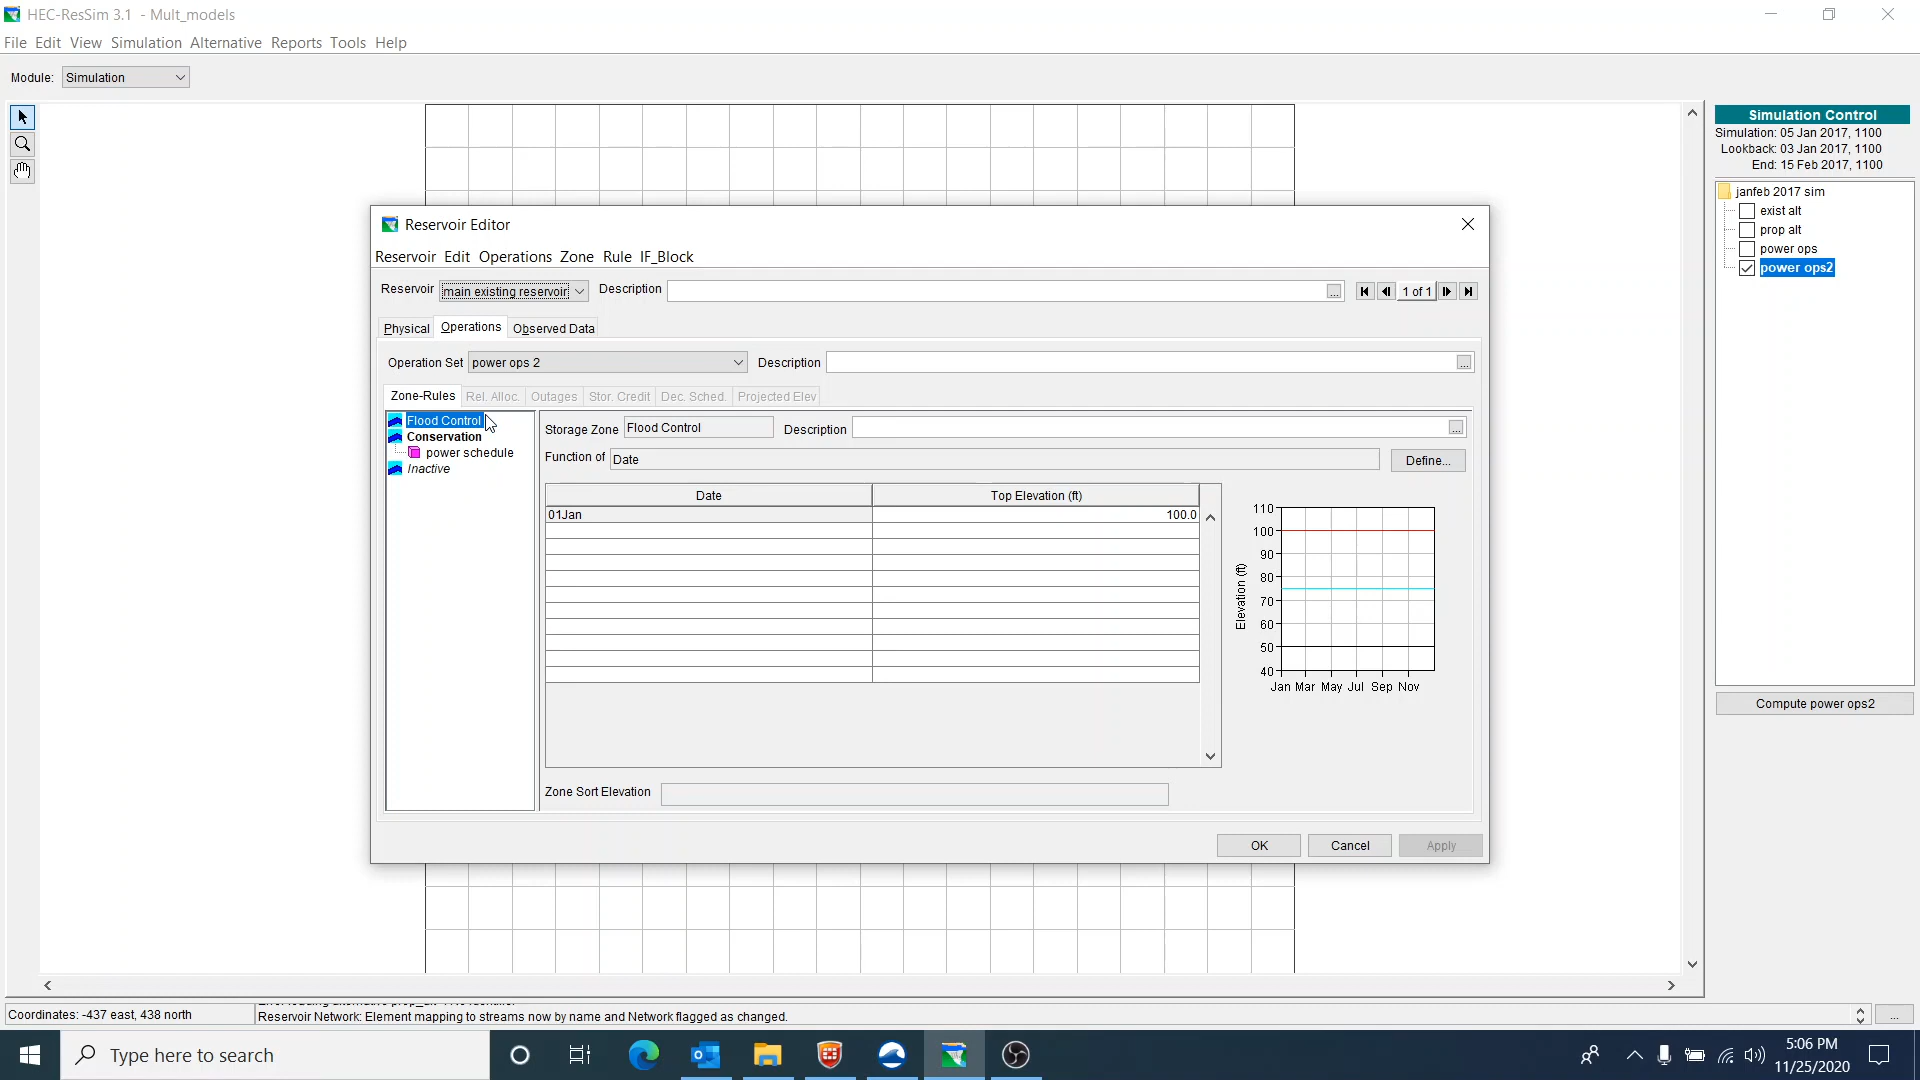 HEC-ResSim 3.1 - Mult_models
File Edit View Simulation Alternative Reports Tools Help
Module: Simulation
Simulation Control
Simulation: 05 Jan 2017, 1100
Lookback: 03 Jan 2017, 1100
End: 15 Feb 2017, 1100
janfeb 2017 sim
exist alt
prop alt
power ops
power ops2
Compute power ops2
Reservoir Editor
Reservoir Edit Operations Zone Rule IF_Block
Reservoir main existing reservoir Description ... 1 of 1
Physical Operations Observed Data
Operation Set power ops 2 Description ...
Zone-Rules Rel. Alloc. Outages Stor. Credit Dec. Sched. Projected Elev
Flood Control
Conservation
power schedule
Inactive
Storage Zone Flood Control Description ...
Function of Date Define...
Date Top Elevation (ft)
01Jan 100.0
Elevation (ft)
110
100
90
80
70
60
50
40
Jan Mar May Jul Sep Nov
Zone Sort Elevation
OK Cancel Apply
Coordinates: -437 east, 438 north
Reservoir Network: Element mapping to streams now by name and Network flagged as changed.
...
Type here to search
5:06 PM
11/25/2020